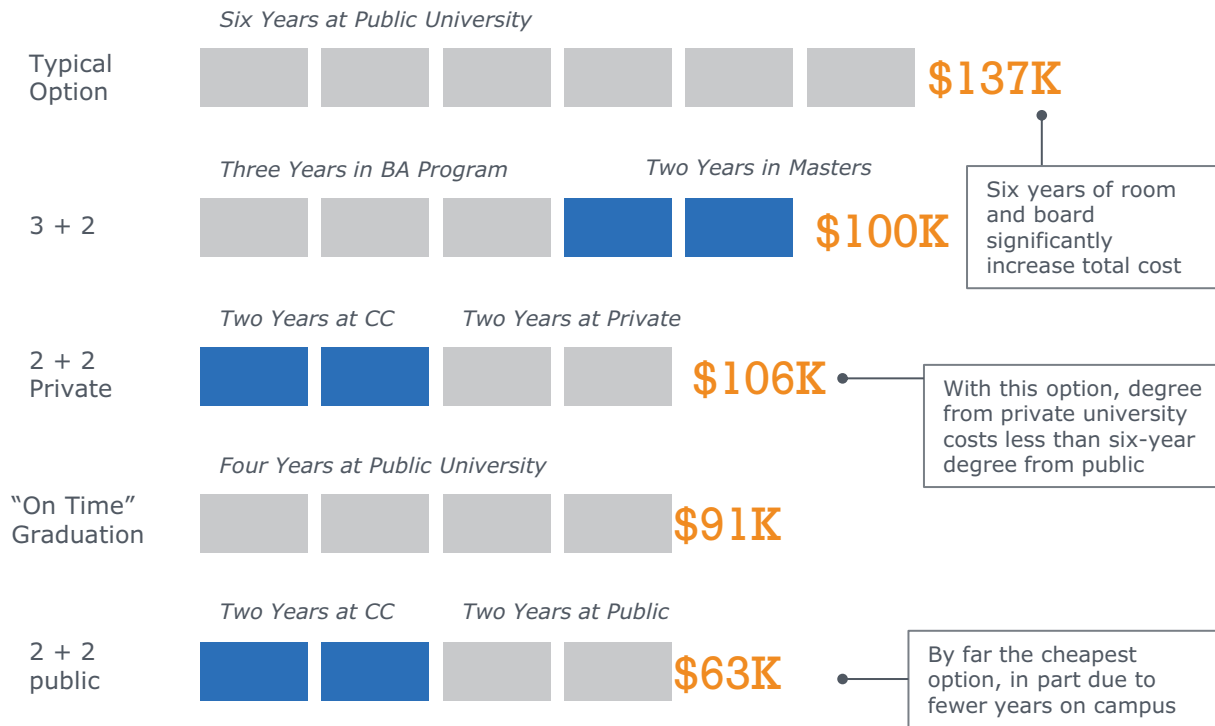 Six Years at Public University
Typical
Option
$137K
Three Years in BA Program
Two Years in Masters
3 + 2
$100K
Six years of room
and board
significantly
increase total cost
Two Years at CC
Two Years at Private
2 + 2
Private
$106K
With this option, degree
from private university
costs less than six-year
degree from public
Four Years at Public University
“On Time”
Graduation
$91K
Two Years at CC
Two Years at Public
2 + 2
public
$63K
By far the cheapest
option, in part due to
fewer years on campus